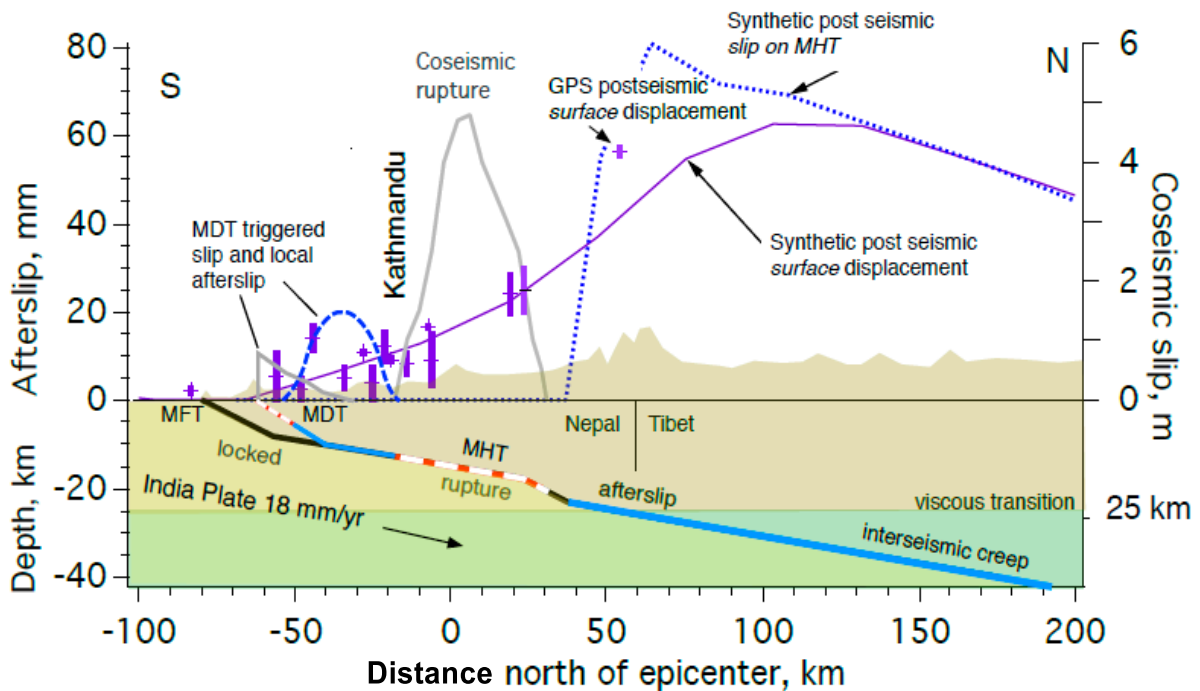 Synthetic post seismic
slip on MHT
80
6
S
N
Coseismic
rupture
GPS postseismic
surface displacement
60
4
Kathmandu
Afterslip, mm
Coseismic slip, m
MDT triggered
slip and local
afterslip
40
Synthetic post seismic
surface displacement
2
20
0
0
MFT
MDT
Nepal
Tibet
locked
MHT
rupture
afterslip
-20
India Plate 18 mm/yr
viscous transition
25 km
interseismic creep
Depth, km
-40
-100
-50
0
50
100
150
200
Distance north of epicenter, km